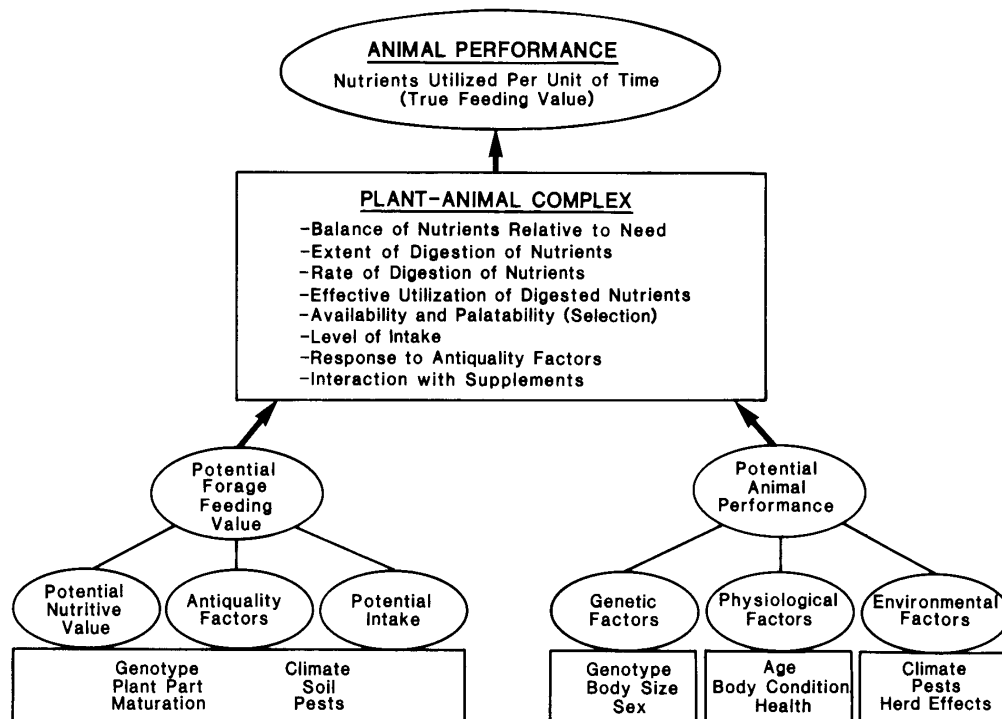 ANIMAL PERFORMANCE
Nutrients Utilized Per Unit of Time
(True Feeding Value)
PLANT-ANIMAL COMPLEX
-Balance of Nutrients Relative to Need
-Extent of Digestion of Nutrients
-Rate of Digestion of Nutrients
-Effective Utilization of Digested Nutrients
-Availability and Palatability (Selection)
-Level of Intake
-Response to Antiquality Factors
-Interaction with Supplements
Potential
Forage
Feeding
Value
Potential
Animal
Performance
Potential
Nutritive
Value
Antiquality
Factors
Potential
Intake
Genetic
Factors
Physiological
Factors
Environmental
Factors
Genotype
Plant Part
Maturation
Climate
Soil
Pests
Genotype
Body Size
Sex
Age
Body Condition
Health
Climate
Pests
Herd Effects